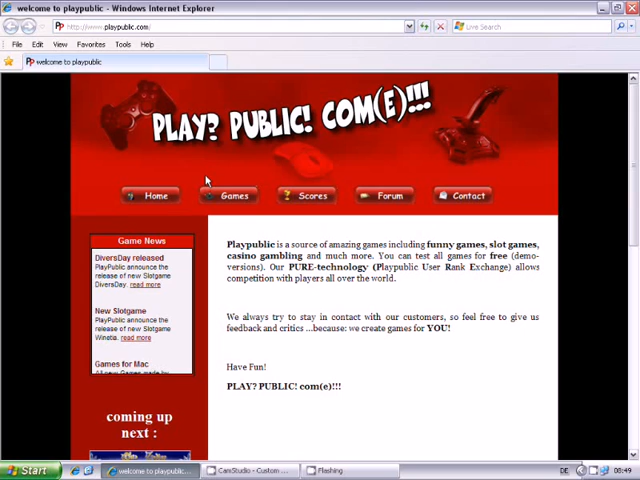 welcome to playpublic - Windows Internet Explorer
http://www.playpublic.com/
Live Search
File Edit View Favorites Tools Help
welcome to playpublic
PLAY? PUBLIC! COM(E)!!!
Home Games Scores Forum Contact
Game News
DiversDay released
PlayPublic announce the
release of new Slotgame
DiversDay. read more
New Slotgame
PlayPublic announce the
release of new Slotgame
Winetia. read more
Games for Mac
All new Games made by
coming up
next :
Playpublic is a source of amazing games including funny games, slot games,
casino gambling and much more. You can test all games for free (demo-
versions). Our PURE-technology (Playpublic User Rank Exchange) allows
competition with players all over the world.
We always try to stay in contact with our customers, so feel free to give us
feedback and critics ...because: we create games for YOU!
Have Fun!
PLAY? PUBLIC! com(e)!!!
Start
welcome to playpublic...
CamStudio - Custom ...
Flashing
DE
08:49